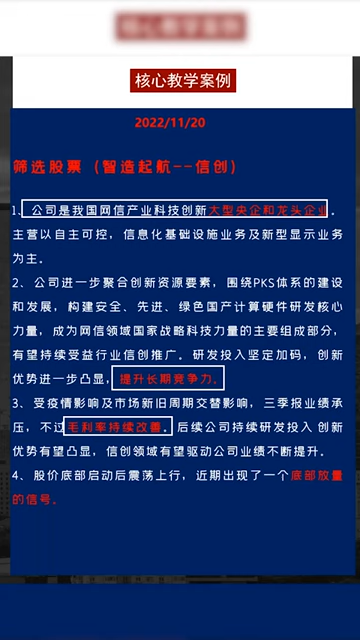 核心教学案例
2022/11/20
筛选股票（智造起航--信创）
1、公司是我国网信产业科技创新大型央企和龙头企业。
主营以自主可控，信息化基础设施业务及新型显示业务
为主。
2、公司进一步聚合创新资源要素，围绕PKS体系的建设
和发展，构建安全、先进、绿色国产计算硬件研发核心
力量，成为网信领域国家战略科技力量的主要组成部分，
有望持续受益行业信创推广。研发投入坚定加码，创新
优势进一步凸显，提升长期竞争力。
3、受疫情影响及市场新旧周期交替影响，三季报业绩承
压，不过毛利率持续改善。后续公司持续研发投入 创新
优势有望凸显，信创领域有望驱动公司业绩不断提升。
4、股价底部启动后震荡上行，近期出现了一个底部放量
的信号。